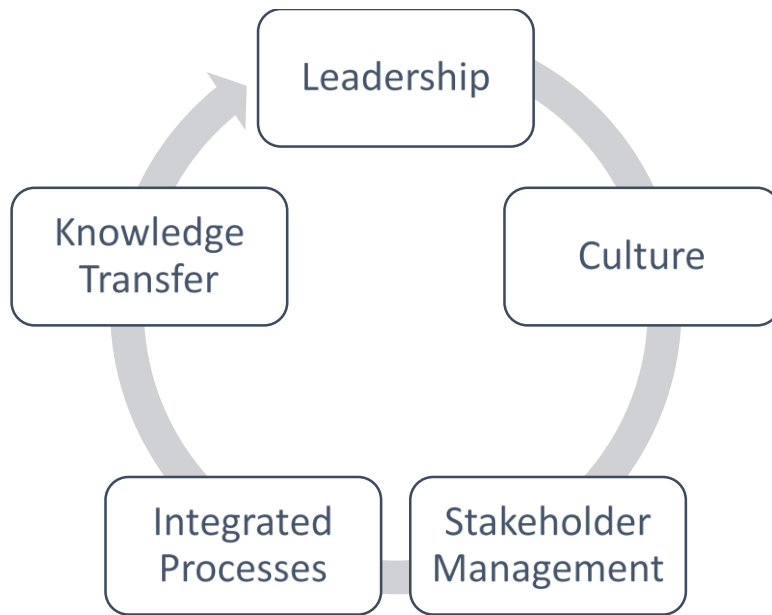 Leadership
Culture
Stakeholder
Management
Integrated
Processes
Knowledge
Transfer